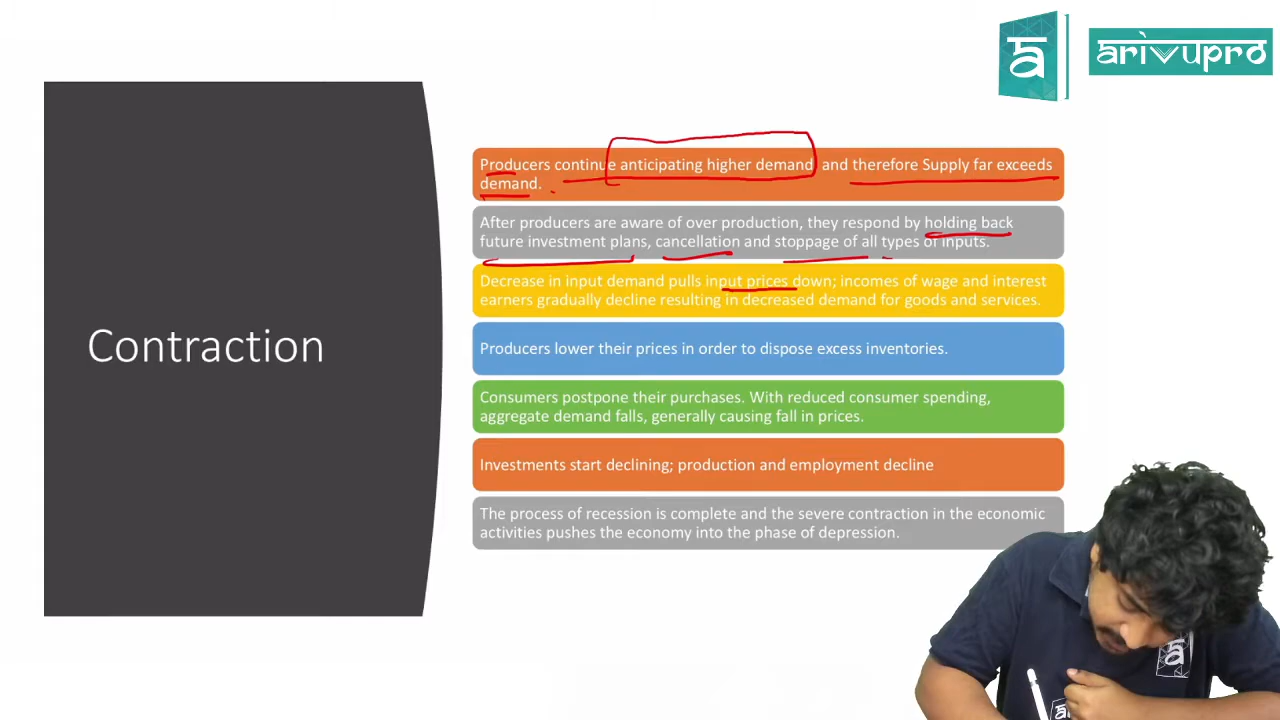 arivupro
Contraction
Producers continue anticipating higher demand and therefore Supply far exceeds
demand.
After producers are aware of over production, they respond by holding back
future investment plans, cancellation and stoppage of all types of inputs.
Decrease in input demand pulls input prices down; incomes of wage and interest
earners gradually decline resulting in decreased demand for goods and services.
Producers lower their prices in order to dispose excess inventories.
Consumers postpone their purchases. With reduced consumer spending,
aggregate demand falls, generally causing fall in prices.
Investments start declining; production and employment decline
The process of recession is complete and the severe contraction in the economic
activities pushes the economy into the phase of depression.